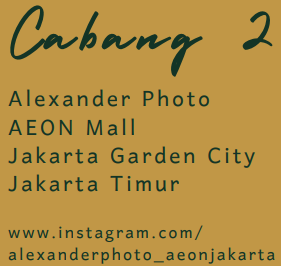 Cabang 2
Alexander Photo
AEON Mall
Jakarta Garden City
Jakarta Timur
www.instagram.com/
alexanderphoto_aeonjakarta